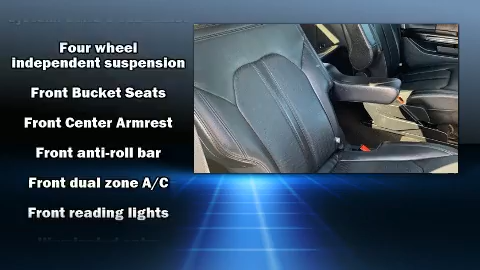 Four wheel
independent suspension
Front Bucket Seats
Front Center Armrest
Front anti-roll bar
Front dual zone A/C
Front reading lights